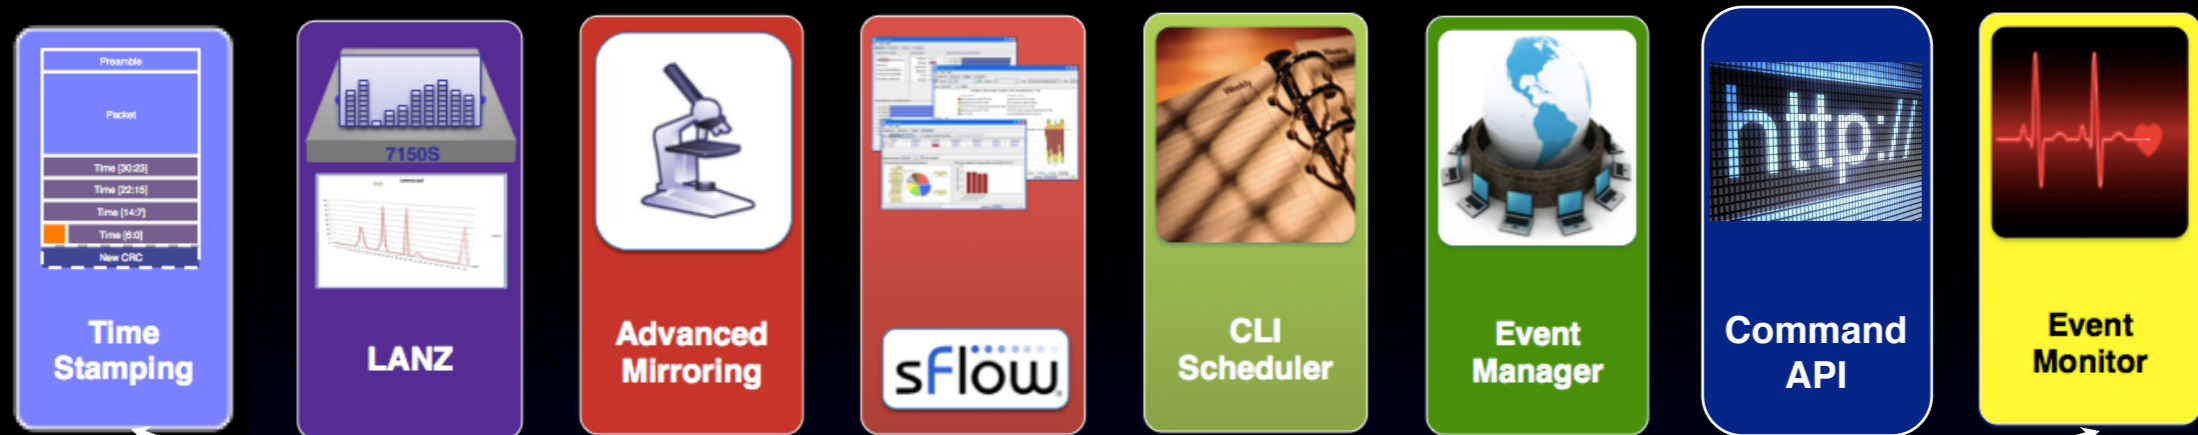 Preamble
Packet
Time [30:23]
Time [22:15]
Time [14:7]
Time [6:0]
New CRC
Time
Stamping
7150S
LANZ
Advanced
Mirroring
sFlow
Weekly
Weekly
CLI
Scheduler
Event
Manager
http://
Command
API
Event
Monitor